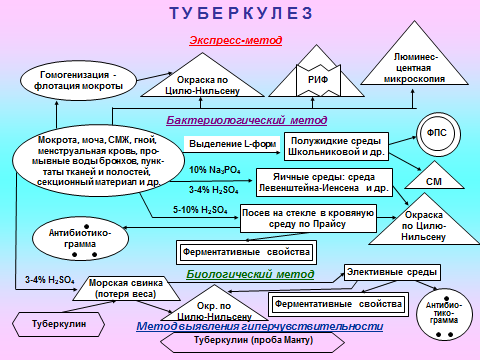 ТУБЕРКУЛЕЗ
Экспресс-метод
Гомогенизация -
флотация мокроты
Окраска по
Цилю-Нильсену
РИФ
Люминес-
центная
микроскопия
Бактериологический метод
Мокрота, моча, СМЖ, гной,
менструальная кровь, про-
мывные воды бронхов, пунк-
таты тканей и полостей,
секционный материал и др.
Выделение L-форм
Полужидкие среды
Школьниковой и др.
ФПС
СМ
10% Na₃PO₄
3-4% H₂SO₄
Яичные среды: среда
Левенштейна-Иенсена и др.
5-10% H₂SO₄
Посев на стекле в кровяную
среду по Прайсу
Окраска
по Цилю-
Нильсену
Антибиотико-
грамма
Ферментативные свойства
Биологический метод
3-4% H₂SO₄
Морская свинка
(потеря веса)
Элективные среды
Окр. по
Цилю-Нильсену
Ферментативные свойства
Антибио-
тико-
грамма
Туберкулин
Метод выявления гиперчувствительности
Туберкулин (проба Манту)